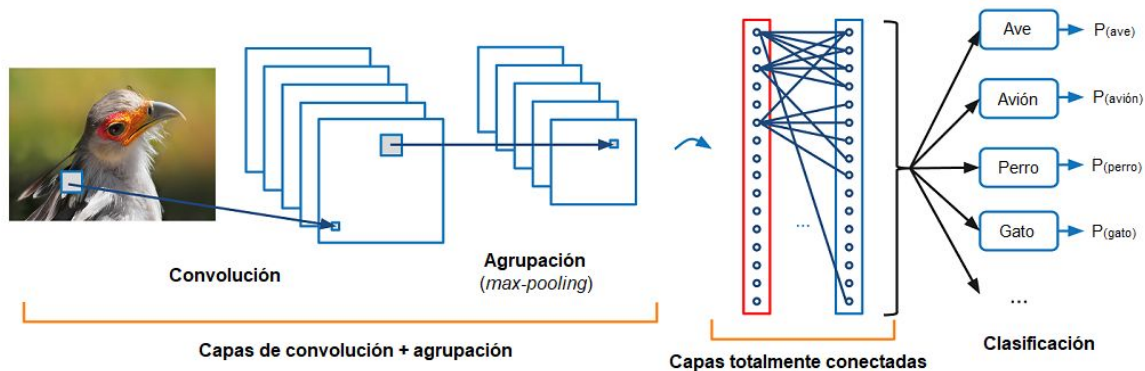 Convolución
Agrupación
(max-pooling)
Capas de convolución + agrupación
...
Capas totalmente conectadas
Ave
P(ave)
Avión
P(avión)
Perro
P(perro)
Gato
P(gato)
...
Clasificación